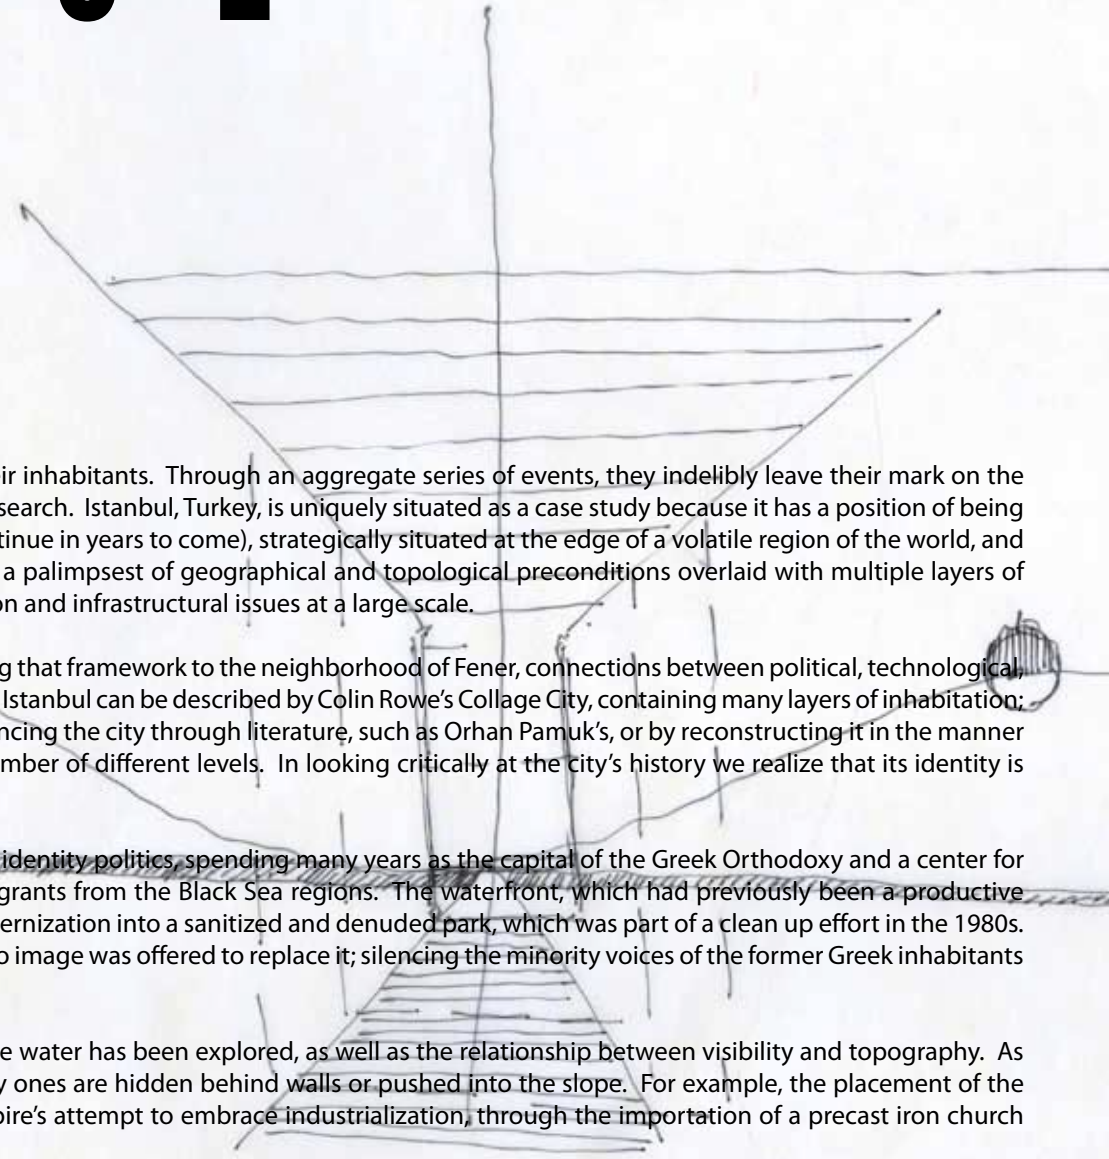 ir inhabitants. Through an aggregate series of events, they indelibly leave their mark on the
search. Istanbul, Turkey, is uniquely situated as a case study because it has a position of being
tinue in years to come), strategically situated at the edge of a volatile region of the world, and
a palimpsest of geographical and topological preconditions overlaid with multiple layers of
on and infrastructural issues at a large scale.
g that framework to the neighborhood of Fener, connections between political, technological,
Istanbul can be described by Colin Rowe's Collage City, containing many layers of inhabitation;
ncing the city through literature, such as Orhan Pamuk's, or by reconstructing it in the manner
mber of different levels. In looking critically at the city's history we realize that its identity is
identity politics, spending many years as the capital of the Greek Orthodoxy and a center for
grants from the Black Sea regions. The waterfront, which had previously been a productive
ernization into a sanitized and denuded park, which was part of a clean up effort in the 1980s.
o image was offered to replace it; silencing the minority voices of the former Greek inhabitants
e water has been explored, as well as the relationship between visibility and topography. As
y ones are hidden behind walls or pushed into the slope. For example, the placement of the
pire's attempt to embrace industrialization, through the importation of a precast iron church